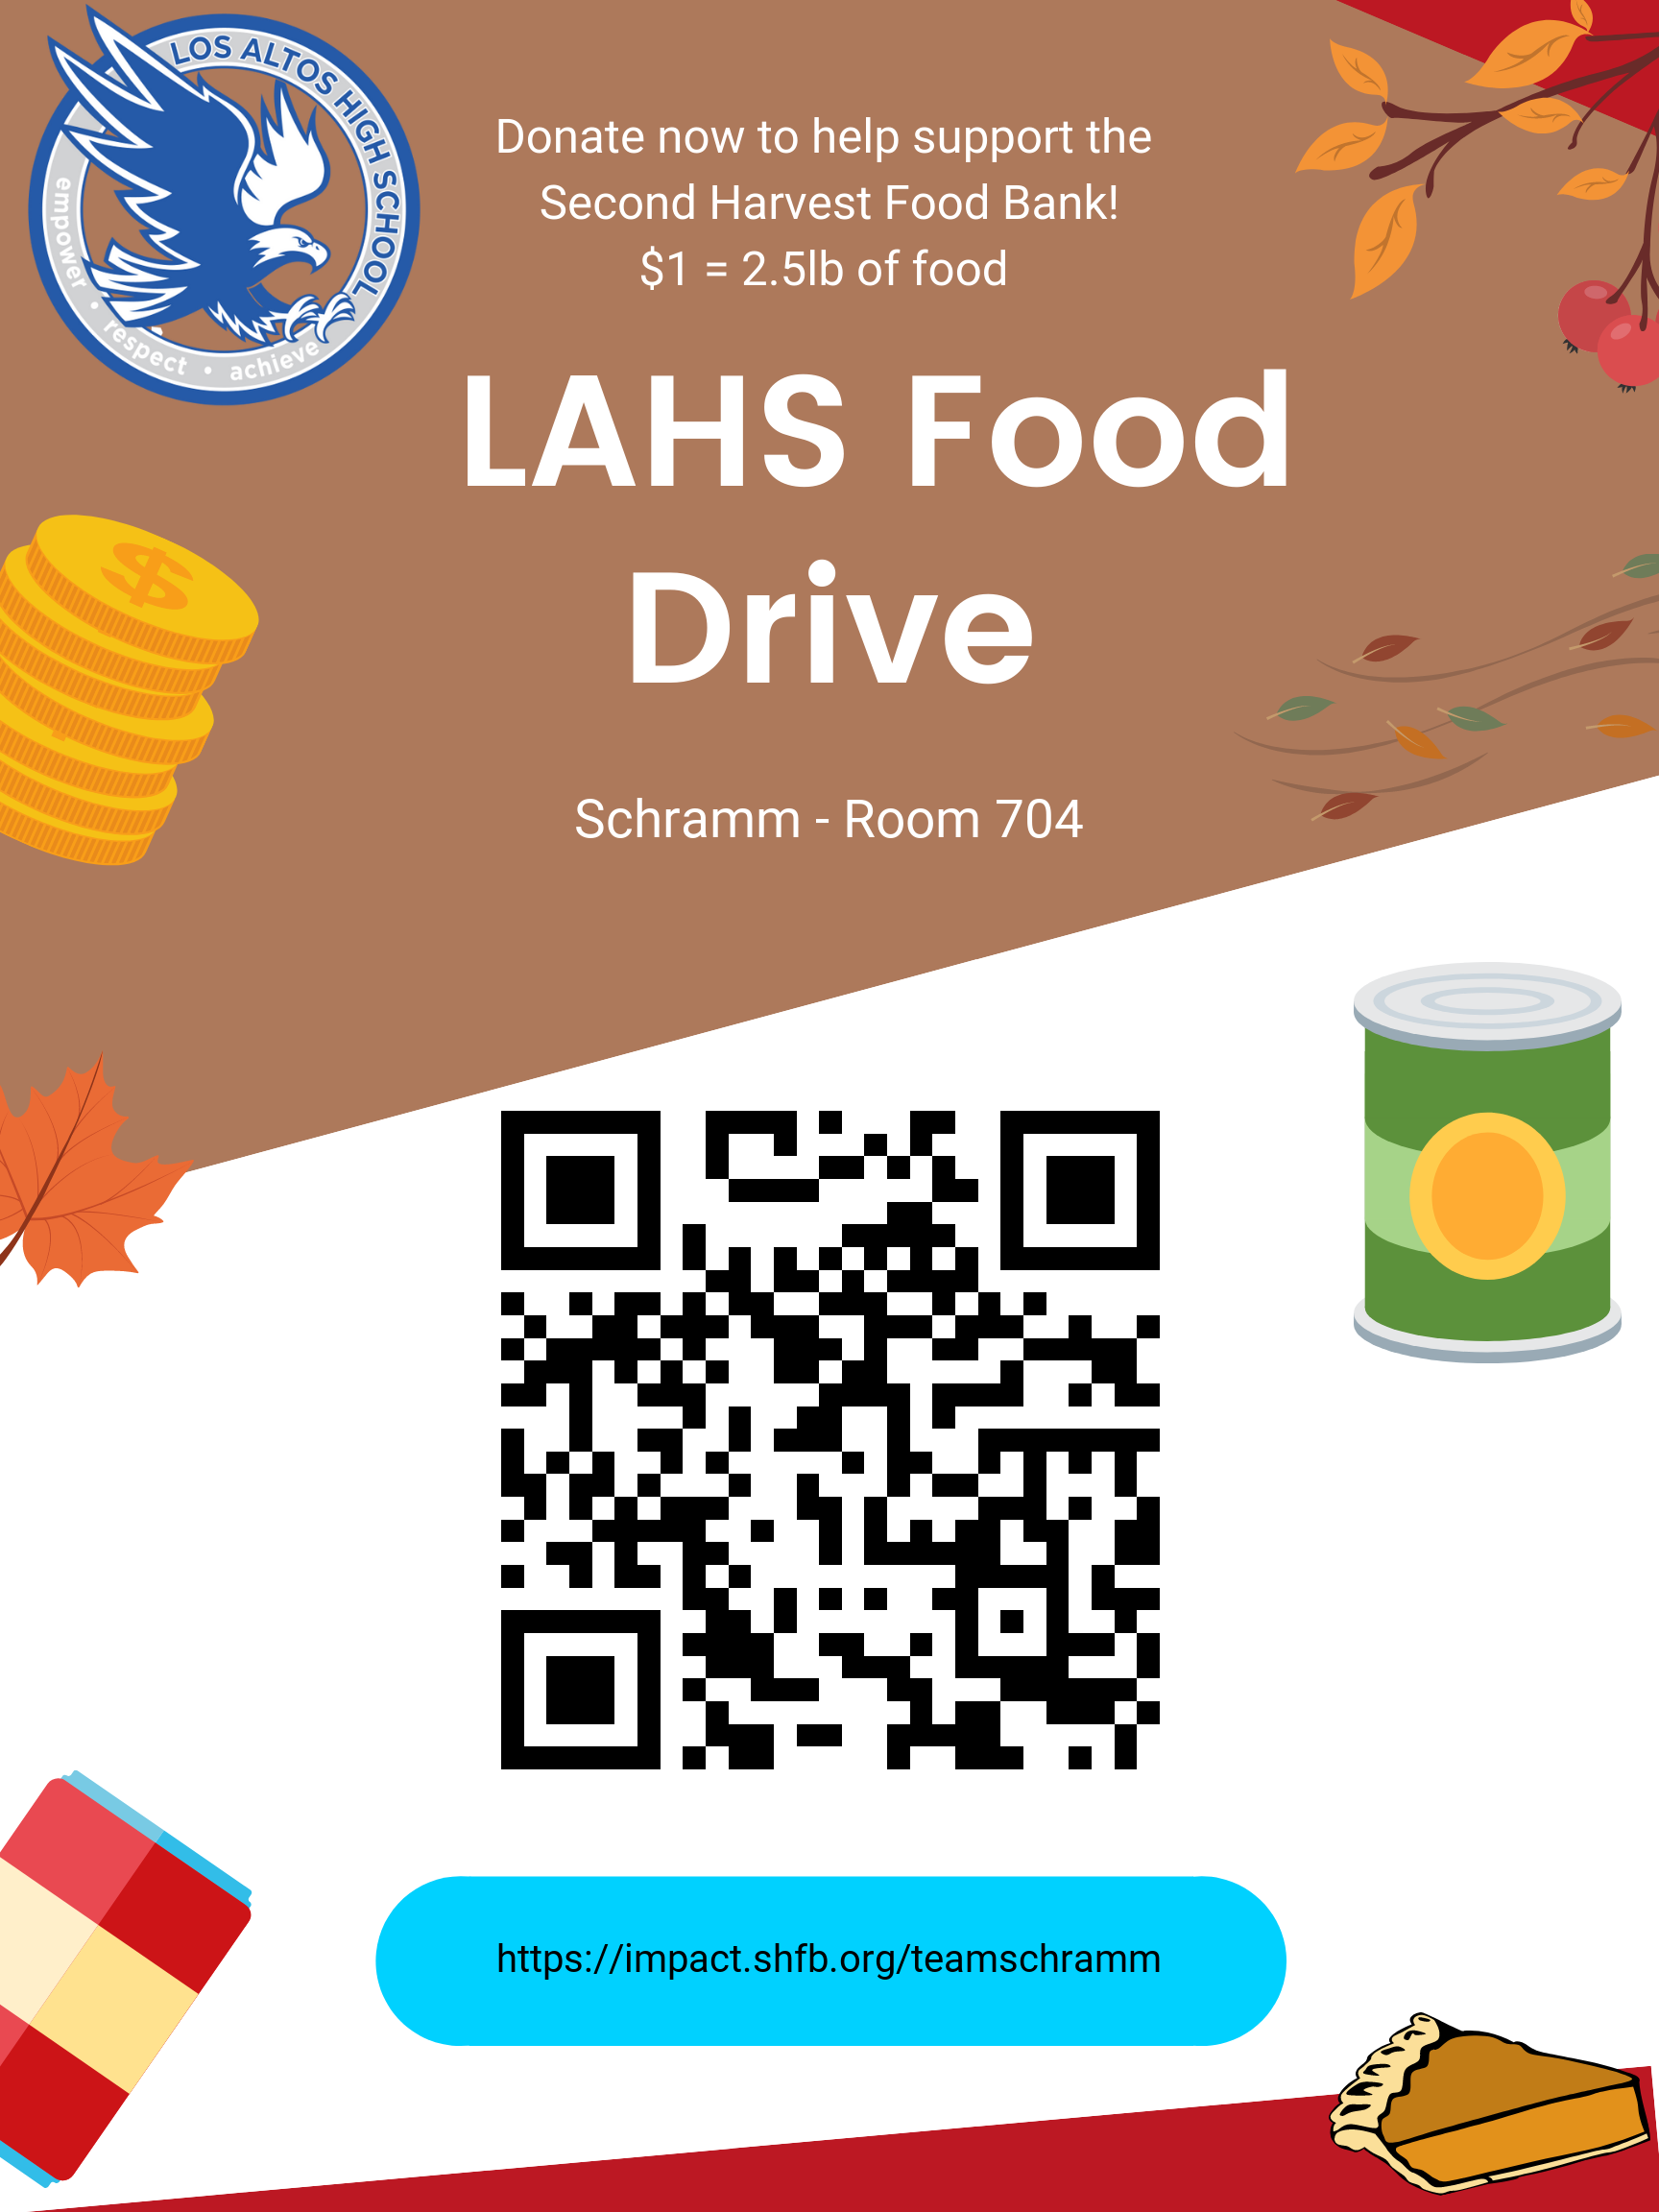 LOS ALTOS HIGH SCHOOL
empower • respect • achieve
Donate now to help support the
Second Harvest Food Bank!
$1 = 2.5lb of food
LAHS Food
Drive
Schramm - Room 704
$
https://impact.shfb.org/teamschramm